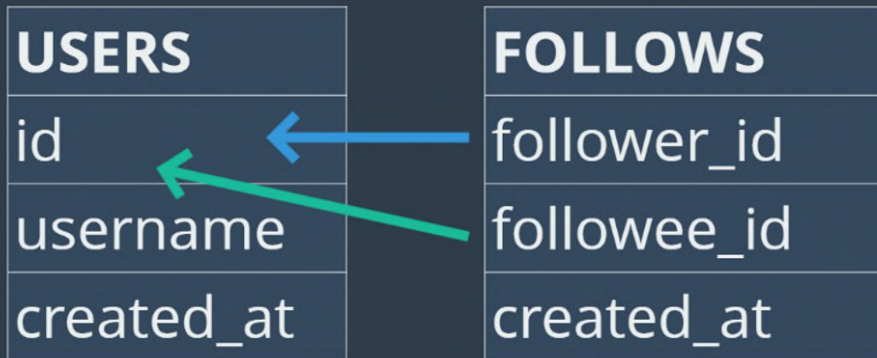 USERS
id
username
created_at
FOLLOWS
follower_id
followee_id
created_at